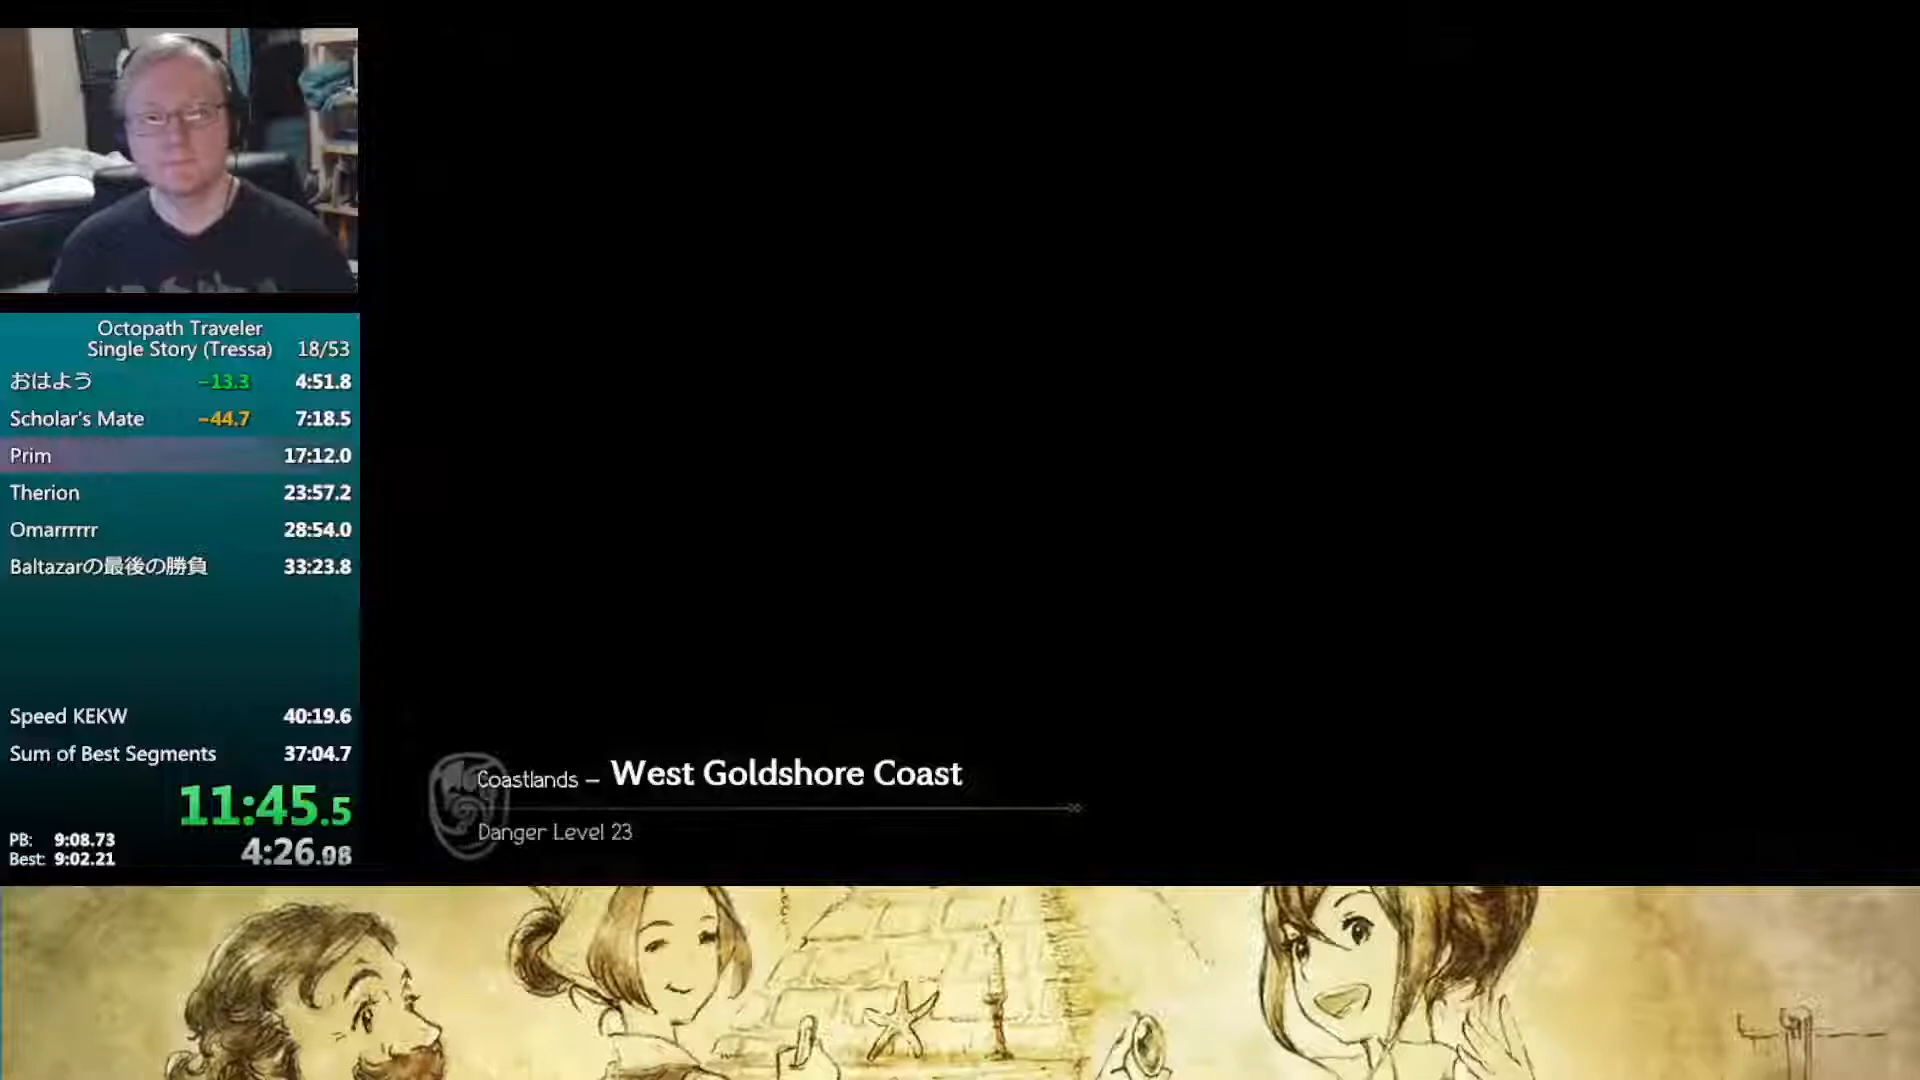 Octopath Traveler
Single Story (Tressa) 18/53
おはよう -13.3 4:51.8
Scholar's Mate -44.7 7:18.5
Prim 17:12.0
Therion 23:57.2
Omarrrrrr 28:54.0
Baltazarの最後の勝負 33:23.8
Speed KEKW 40:19.6
Sum of Best Segments 37:04.7
11:45.5
PB: 9:08.73
Best: 9:02.21
4:26.98
Coastlands – West Goldshore Coast
Danger Level 23